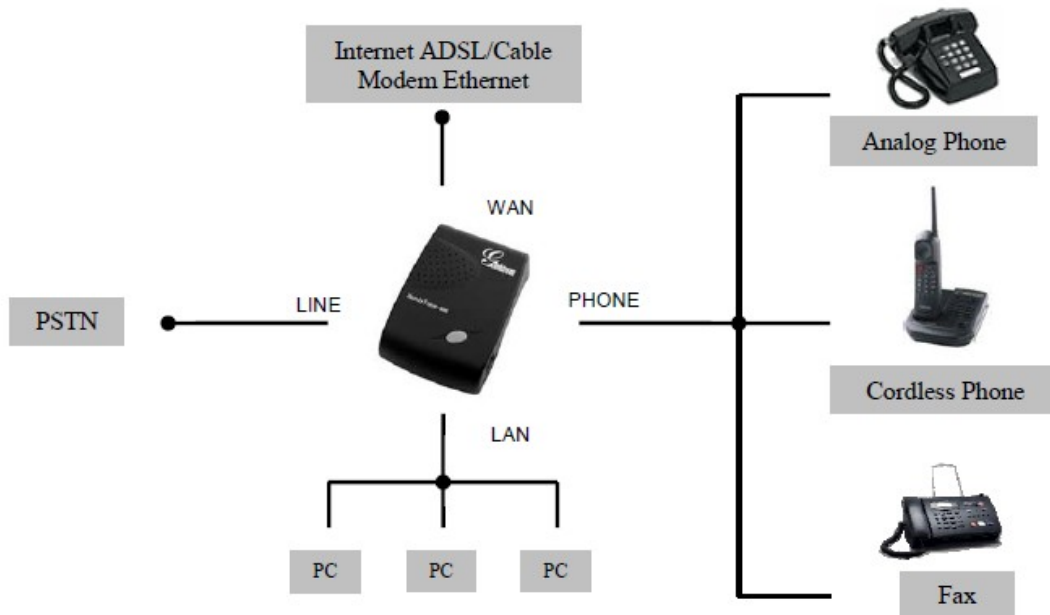 Internet ADSL/Cable
Modem Ethernet
Analog Phone
WAN
PSTN
LINE
PHONE
Cordless Phone
LAN
PC
PC
PC
Fax